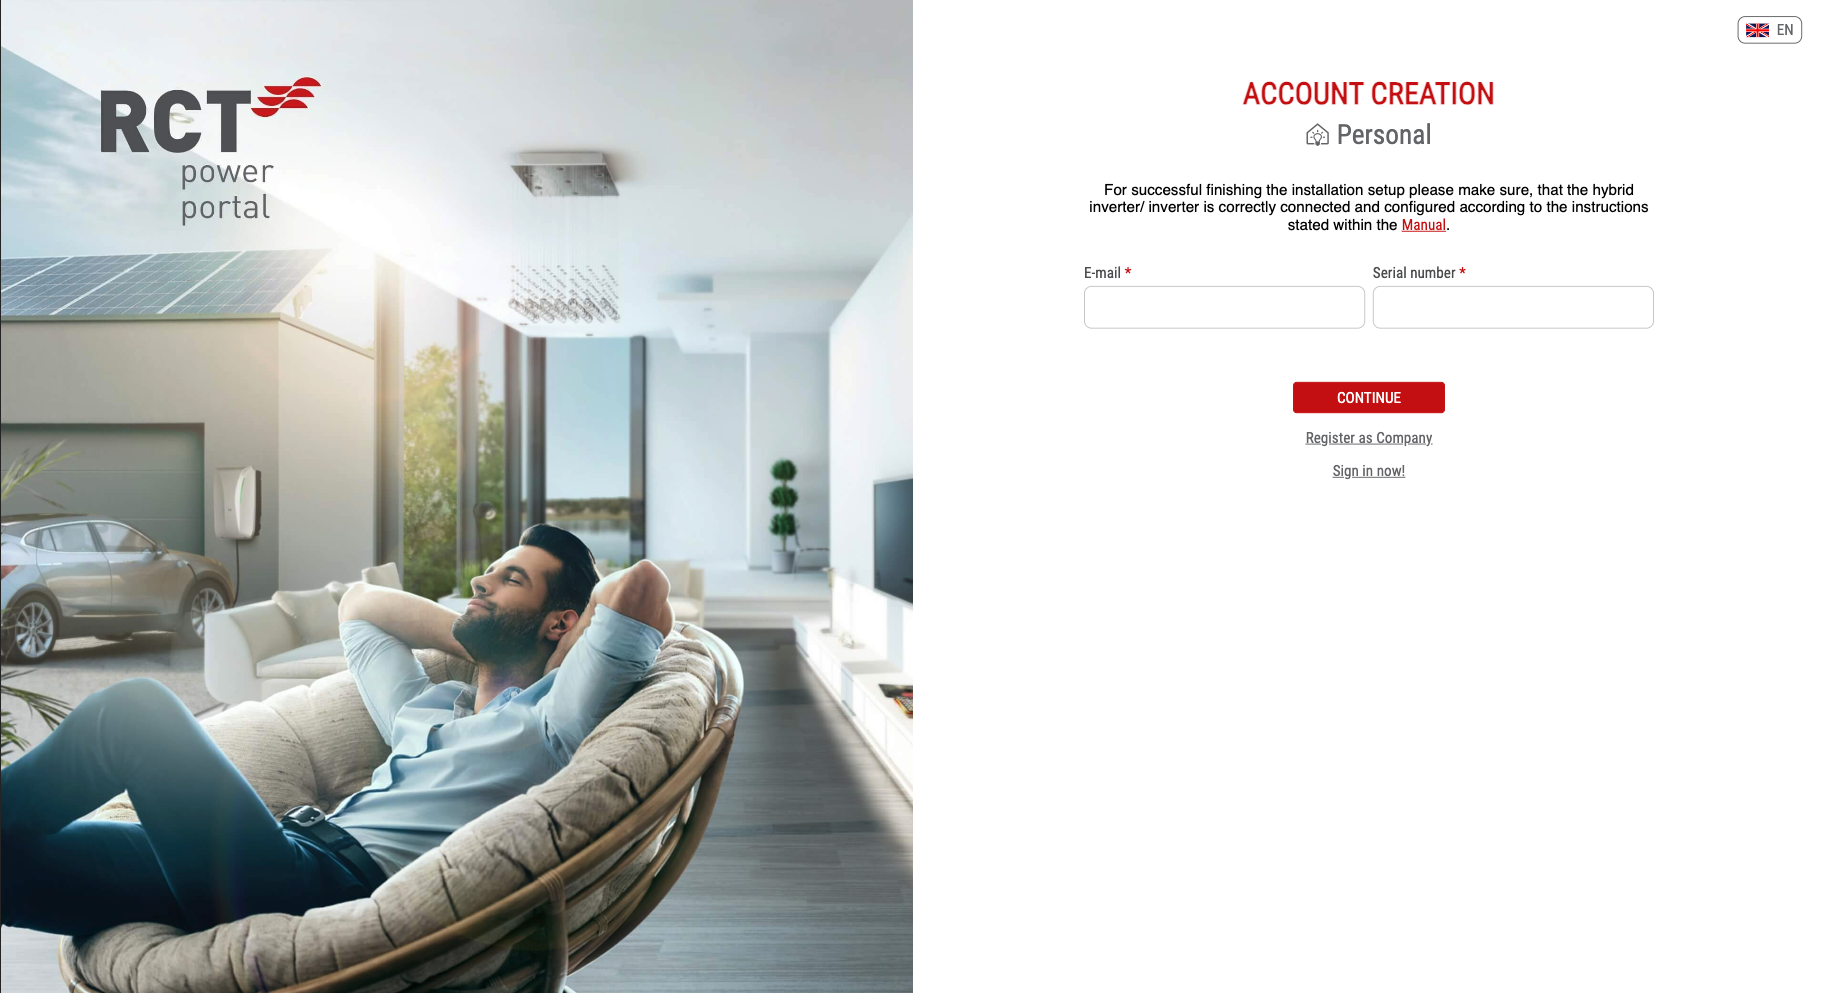 RCT
power
portal
EN
ACCOUNT CREATION
Personal
For successful finishing the installation setup please make sure, that the hybrid
inverter/ inverter is correctly connected and configured according to the instructions
stated within the Manual.
E-mail *
Serial number *
CONTINUE
Register as Company
Sign in now!